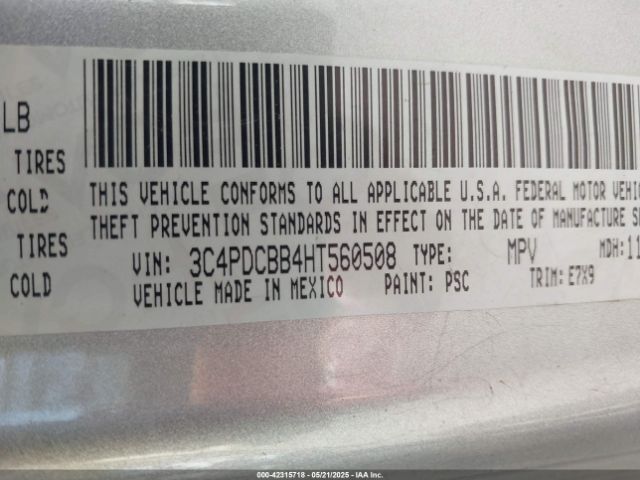 LB
TIRES
COLD
TIRES
COLD
THIS VEHICLE CONFORMS TO ALL APPLICABLE U.S.A. FEDERAL MOTOR
THEFT PREVENTION STANDARDS IN EFFECT ON THE DATE OF MANUFACTURE
VIN: 3C4PDCBB4HT560508 TYPE: MPV MDH: 11
VEHICLE MADE IN MEXICO PAINT: PSC TRIM: E7X9
000-42315718 - 05/21/2025 - IAA Inc.